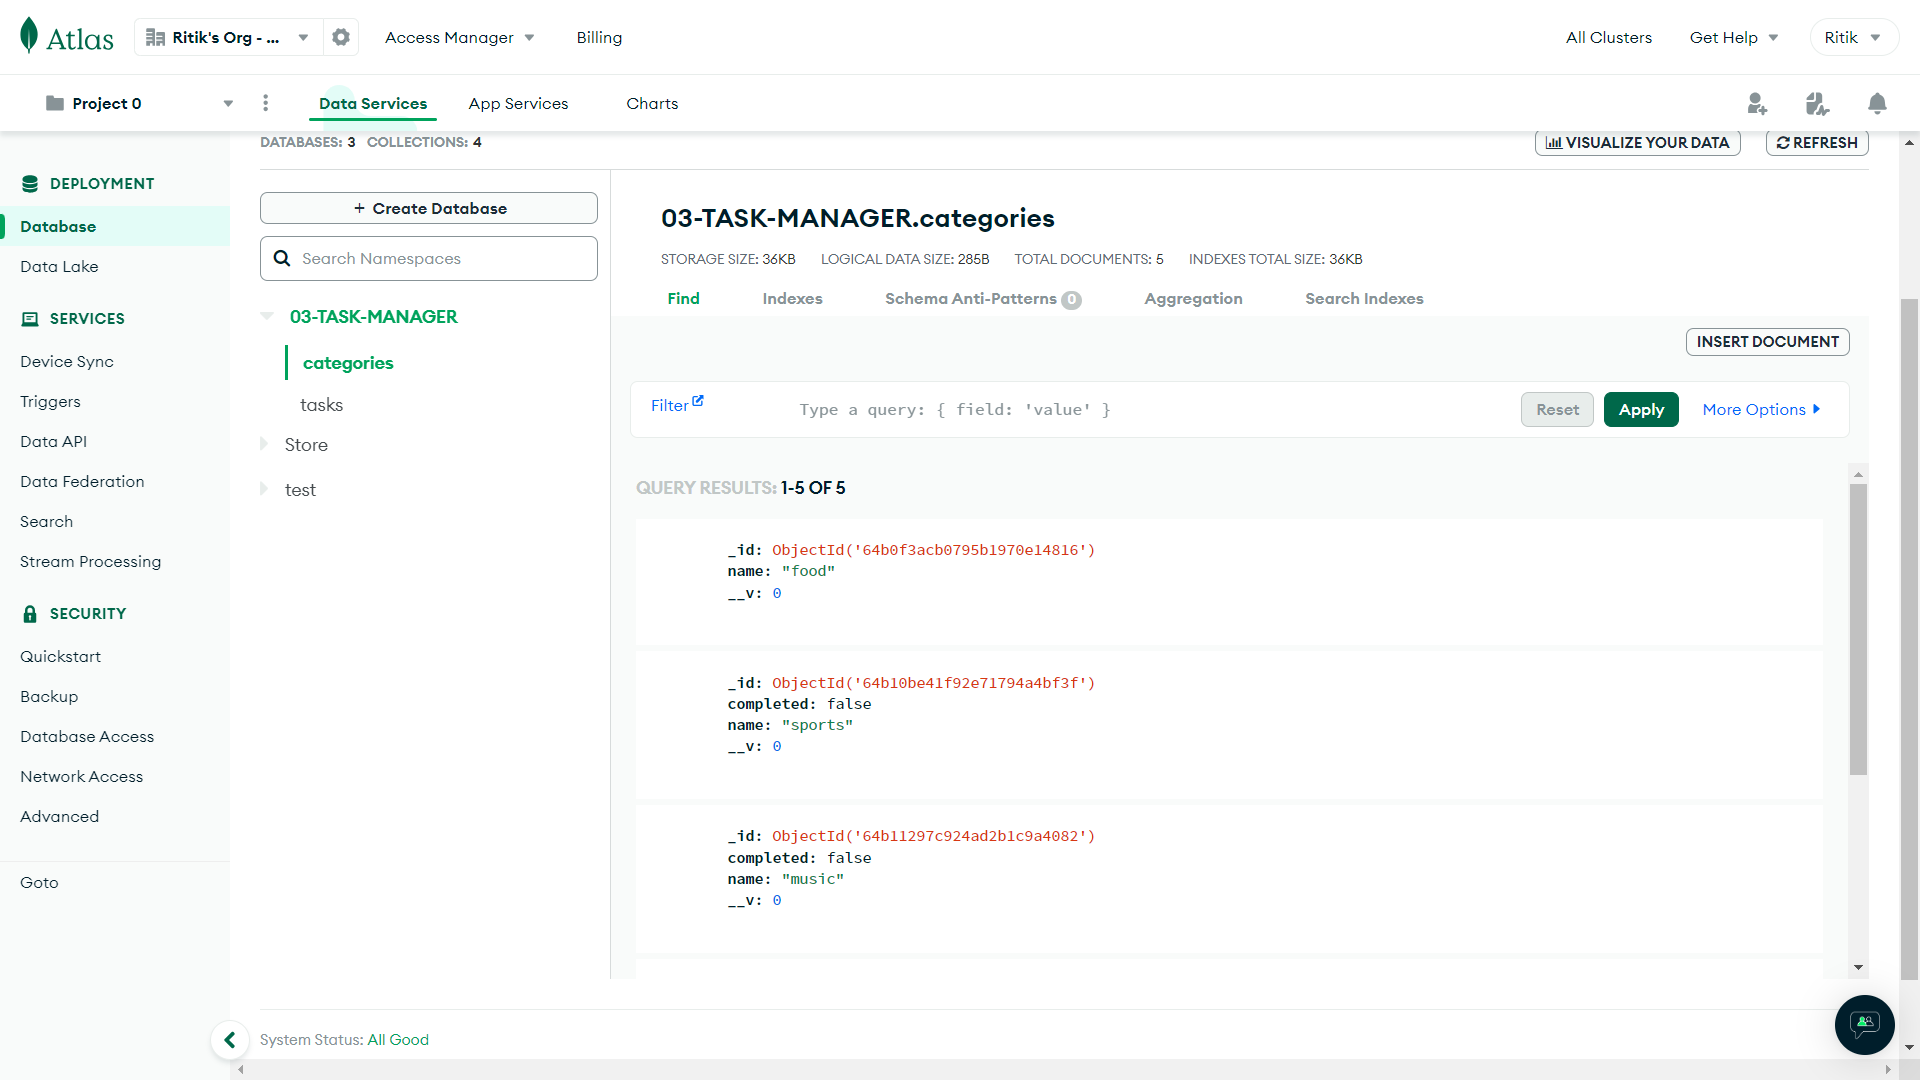 Atlas
Ritik's Org - ...
Access Manager
Billing
All Clusters
Get Help
Ritik
Project 0
Data Services
App Services
Charts
DATABASES: 3 COLLECTIONS: 4
VISUALIZE YOUR DATA
REFRESH
DEPLOYMENT
Database
Data Lake
SERVICES
Device Sync
Triggers
Data API
Data Federation
Search
Stream Processing
SECURITY
Quickstart
Backup
Database Access
Network Access
Advanced
Goto
+ Create Database
Search Namespaces
03-TASK-MANAGER
categories
tasks
Store
test
03-TASK-MANAGER.categories
STORAGE SIZE: 36KB LOGICAL DATA SIZE: 285B TOTAL DOCUMENTS: 5 INDEXES TOTAL SIZE: 36KB
Find Indexes Schema Anti-Patterns 0 Aggregation Search Indexes
INSERT DOCUMENT
Filter
Type a query: { field: 'value' }
Reset
Apply
More Options
QUERY RESULTS: 1-5 OF 5
_id: ObjectId('64b0f3acb0795b1970e14816')
name: "food"
__v: 0
_id: ObjectId('64b10be41f92e71794a4bf3f')
completed: false
name: "sports"
__v: 0
_id: ObjectId('64b11297c924ad2b1c9a4082')
completed: false
name: "music"
__v: 0
System Status: All Good